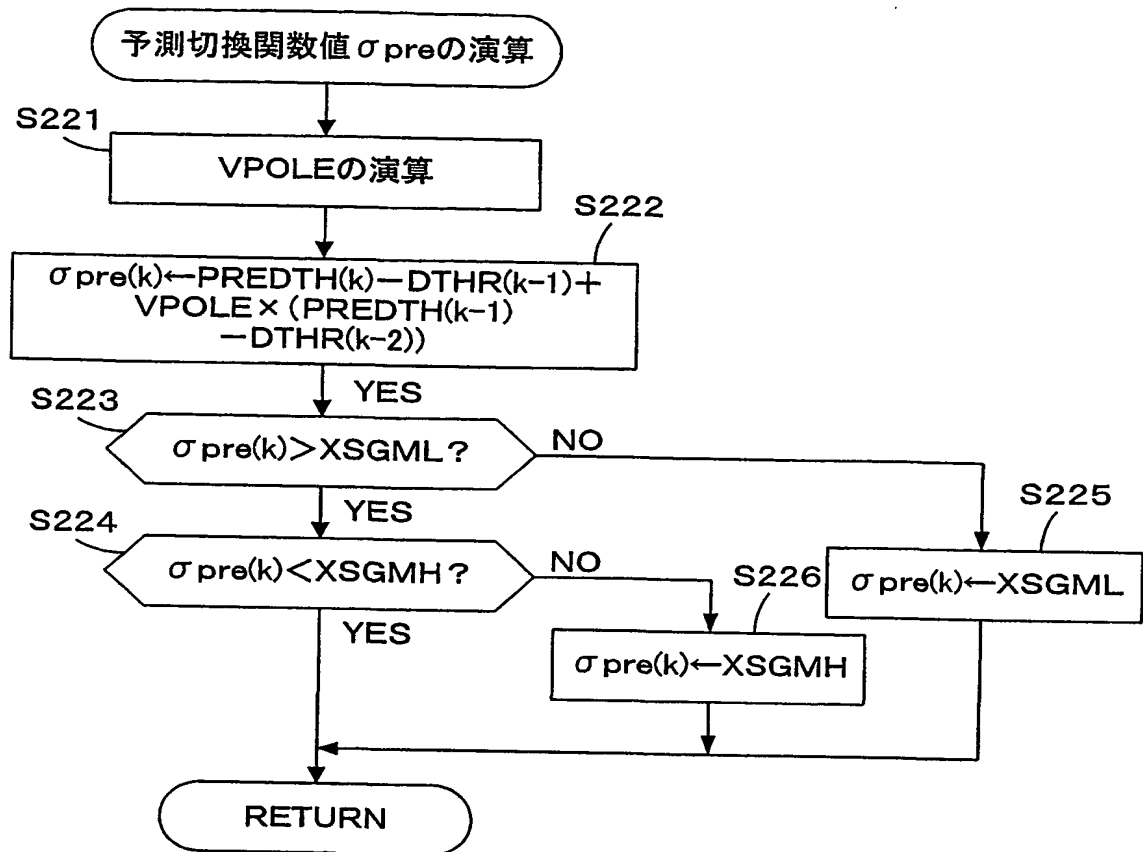 予測切換関数値σpreの演算
S221
VPOLEの演算
S222
σpre(k)←PREDTH(k)−DTHR(k-1)+
VPOLE×(PREDTH(k-1)
−DTHR(k-2))
YES
S223
σpre(k)>XSGML?
NO
YES
S224
σpre(k)<XSGMH?
NO
YES
S225
σpre(k)←XSGML
S226
σpre(k)←XSGMH
RETURN